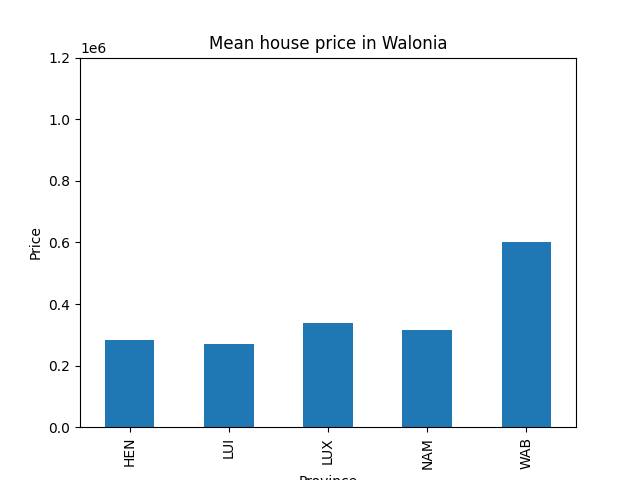 Mean house price in Walonia
1e6
1.2
1.0
0.8
0.6
0.4
0.2
0.0
Price
HEN
LUI
LUX
NAM
WAB
Province